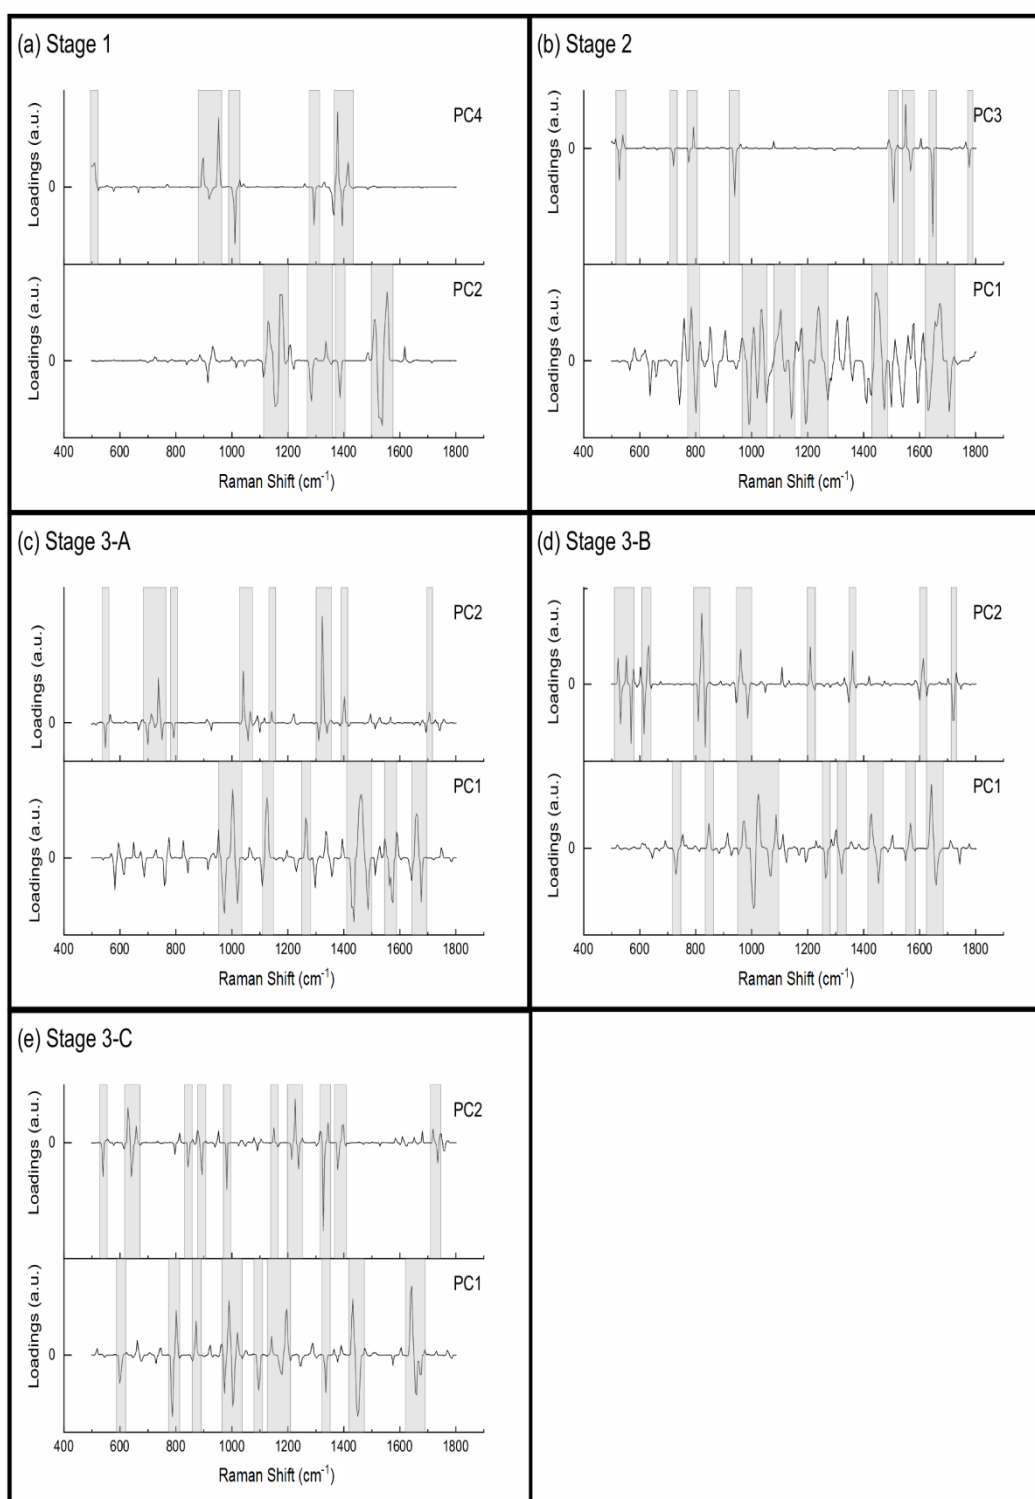 (a) Stage 1
PC4
Loadings (a.u.)
0
PC2
Loadings (a.u.)
0
400 600 800 1000 1200 1400 1600 1800
Raman Shift (cm⁻¹)
(b) Stage 2
PC3
Loadings (a.u.)
0
PC1
Loadings (a.u.)
0
400 600 800 1000 1200 1400 1600 1800
Raman Shift (cm⁻¹)
(c) Stage 3-A
PC2
Loadings (a.u.)
0
PC1
Loadings (a.u.)
0
400 600 800 1000 1200 1400 1600 1800
Raman Shift (cm⁻¹)
(d) Stage 3-B
PC2
Loadings (a.u.)
0
PC1
Loadings (a.u.)
0
400 600 800 1000 1200 1400 1600 1800
Raman Shift (cm⁻¹)
(e) Stage 3-C
PC2
Loadings (a.u.)
0
PC1
Loadings (a.u.)
0
400 600 800 1000 1200 1400 1600 1800
Raman Shift (cm⁻¹)